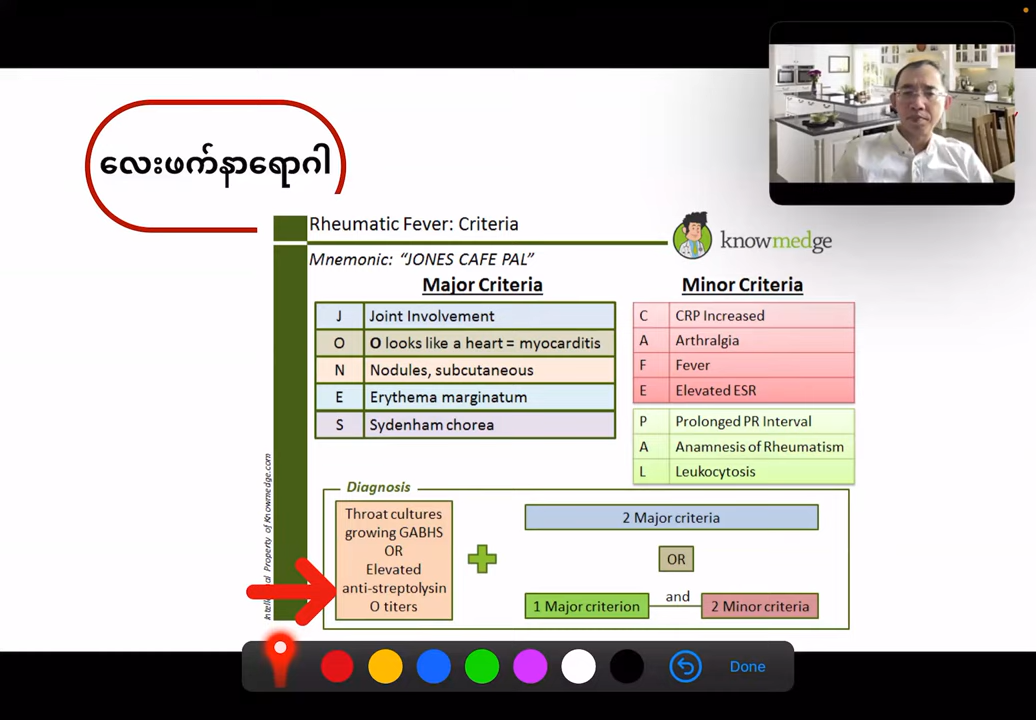 လေးဖက်နာရောဂါ
Rheumatic Fever: Criteria
knowmedge
Mnemonic: “JONES CAFE PAL”
Major Criteria
J Joint Involvement
O O looks like a heart = myocarditis
N Nodules, subcutaneous
E Erythema marginatum
S Sydenham chorea
Minor Criteria
C CRP Increased
A Arthralgia
F Fever
E Elevated ESR
P Prolonged PR Interval
A Anamnesis of Rheumatism
L Leukocytosis
Diagnosis
Throat cultures
growing GABHS
OR
Elevated
anti-streptolysin
O titers
2 Major criteria
OR
1 Major criterion and 2 Minor criteria
Property of Knowmedge.com
Done